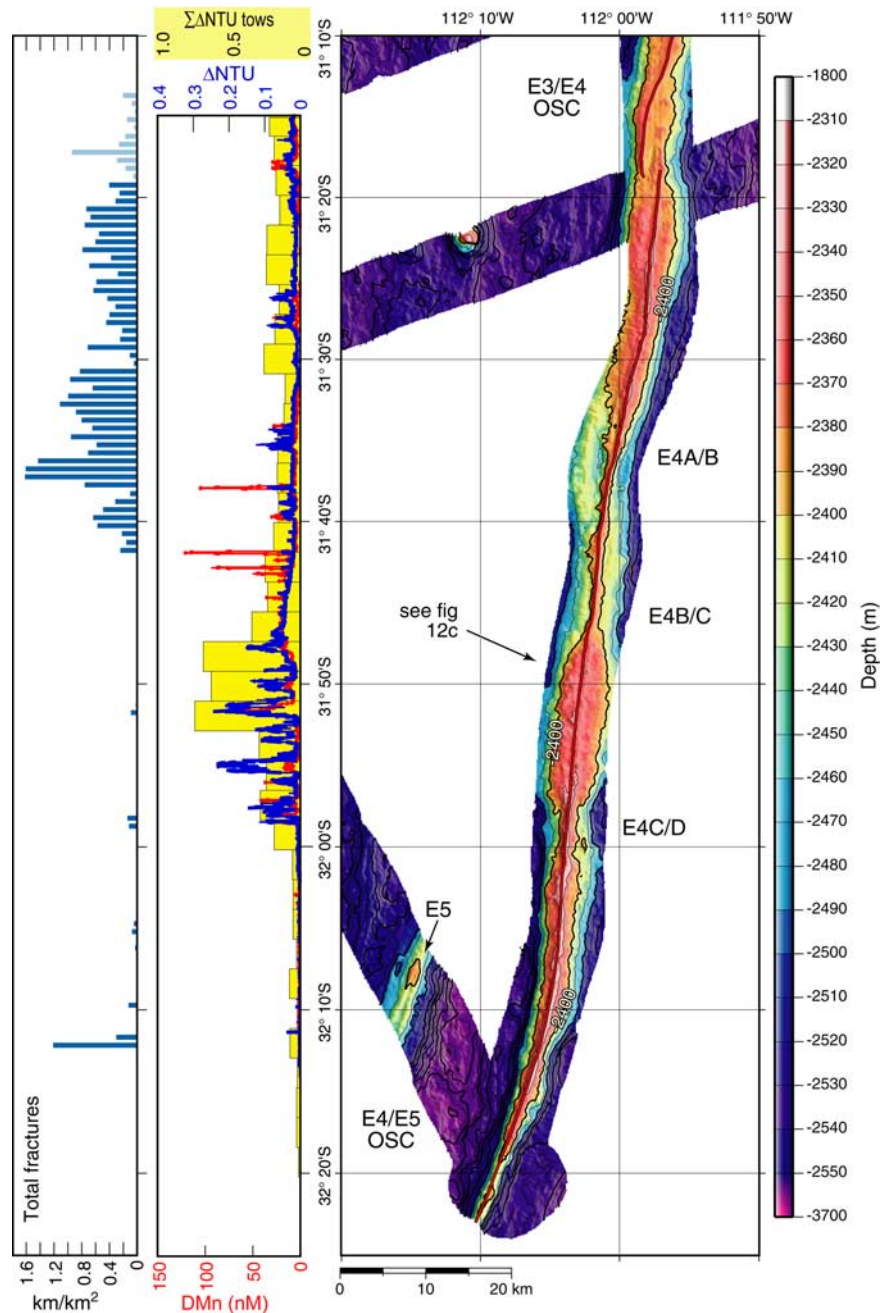 ΣΔNTU tows
1.0 0.5 0
ΔNTU
0.4 0.3 0.2 0.1 0
112° 10'W 112° 00'W 111° 50'W
31° 10'S
31° 20'S
31° 30'S
31° 40'S
31° 50'S
32° 00'S
32° 10'S
32° 20'S
E3/E4
OSC
-2400
E4A/B
E4B/C
see fig
12c
-2400
E4C/D
E5
-2400
E4/E5
OSC
Total fractures
1.6 1.2 0.8 0.4 0
km/km²
150 100 50 0
DMn (nM)
0 10 20 km
-1800
-2310
-2320
-2330
-2340
-2350
-2360
-2370
-2380
-2390
-2400
-2410
-2420
-2430
-2440
-2450
-2460
-2470
-2480
-2490
-2500
-2510
-2520
-2530
-2540
-2550
-3700
Depth (m)